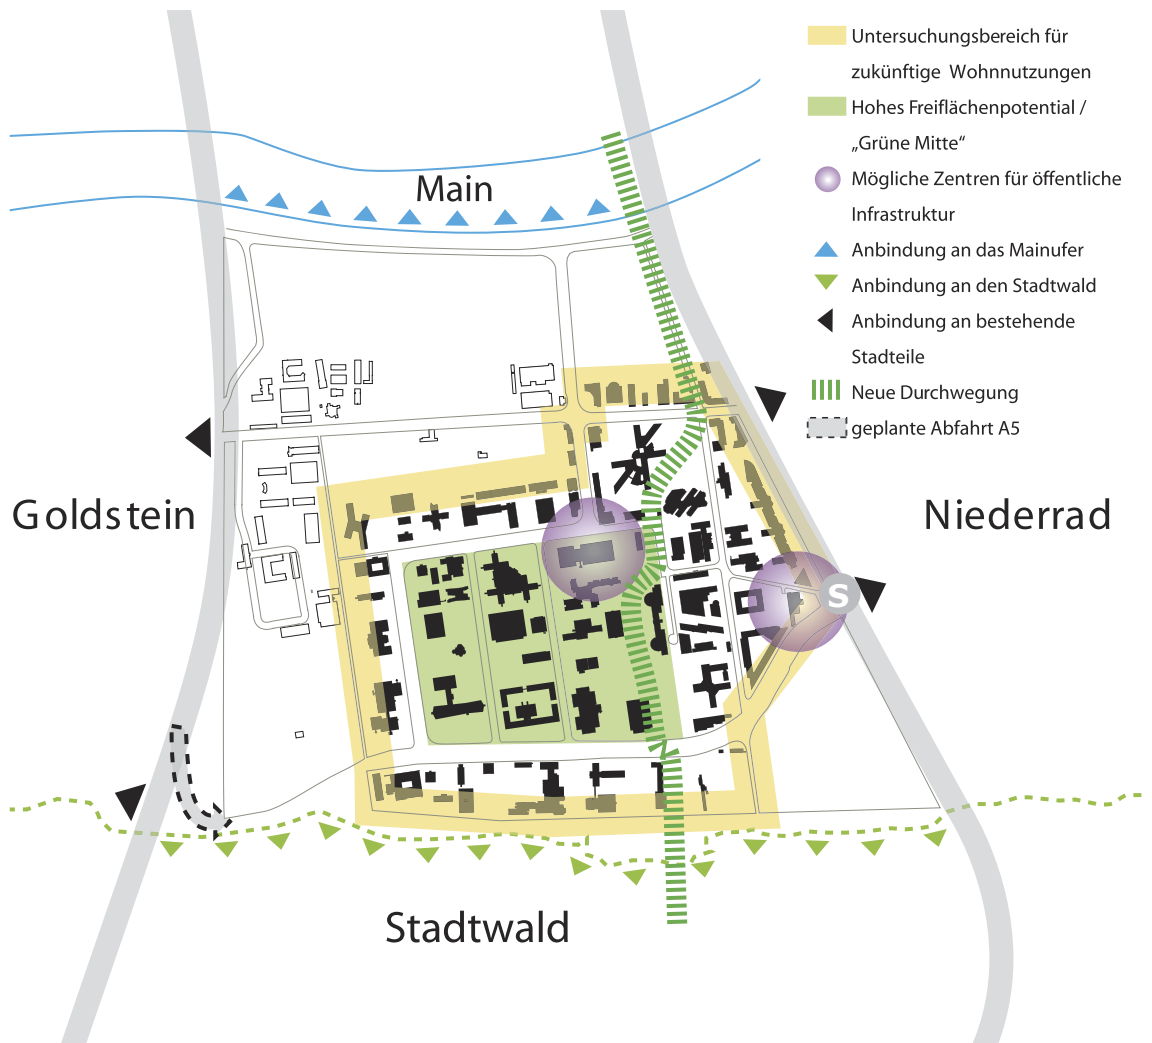 Untersuchungsbereich für
zukünftige Wohnnutzungen
Hohes Freiflächenpotential /
„Grüne Mitte“
Mögliche Zentren für öffentliche
Infrastruktur
Anbindung an das Mainufer
Anbindung an den Stadtwald
Anbindung an bestehende
Stadteile
Neue Durchwegung
geplante Abfahrt A5
Main
Goldstein
Niederrad
S
Stadtwald